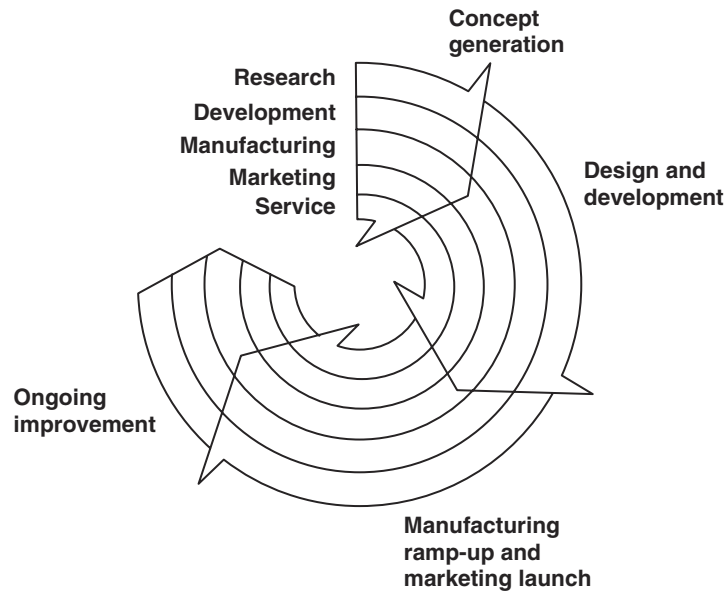 Concept
generation
Research
Development
Manufacturing
Marketing
Service
Design and
development
Ongoing
improvement
Manufacturing
ramp-up and
marketing launch